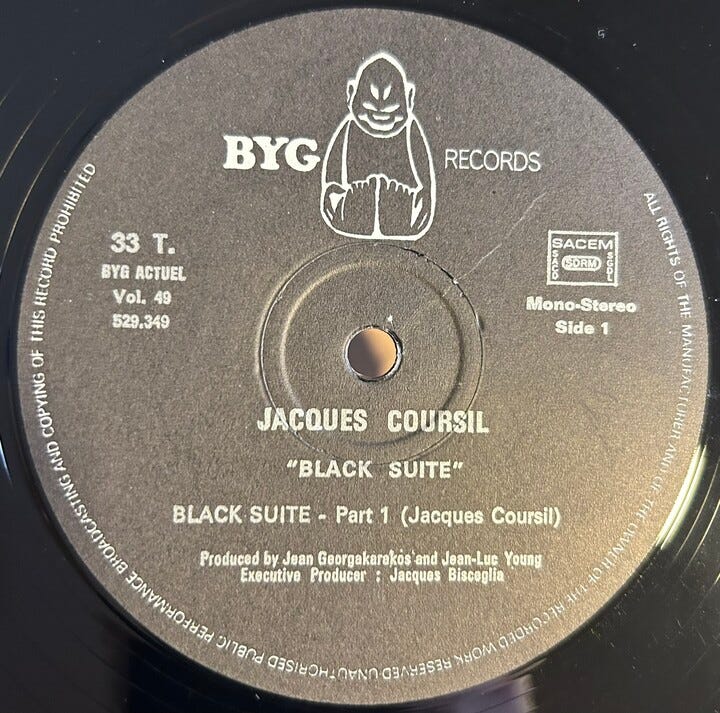 BYG RECORDS
33 T.
BYG ACTUEL
Vol. 49
529.349
SACEM
SACD SDRM SGDL
Mono-Stereo
Side 1
JACQUES COURSIL
"BLACK SUITE"
BLACK SUITE - Part 1 (Jacques Coursil)
Produced by Jean Georgakarakos and Jean-Luc Young
Executive Producer : Jacques Bisceglia
ALL RIGHTS OF THE MANUFACTURER AND OF THE OWNER OF THE RECORDED WORK RESERVED UNAUTHORISED PUBLIC PERFORMANCE BROADCASTING AND COPYING OF THIS RECORD PROHIBITED